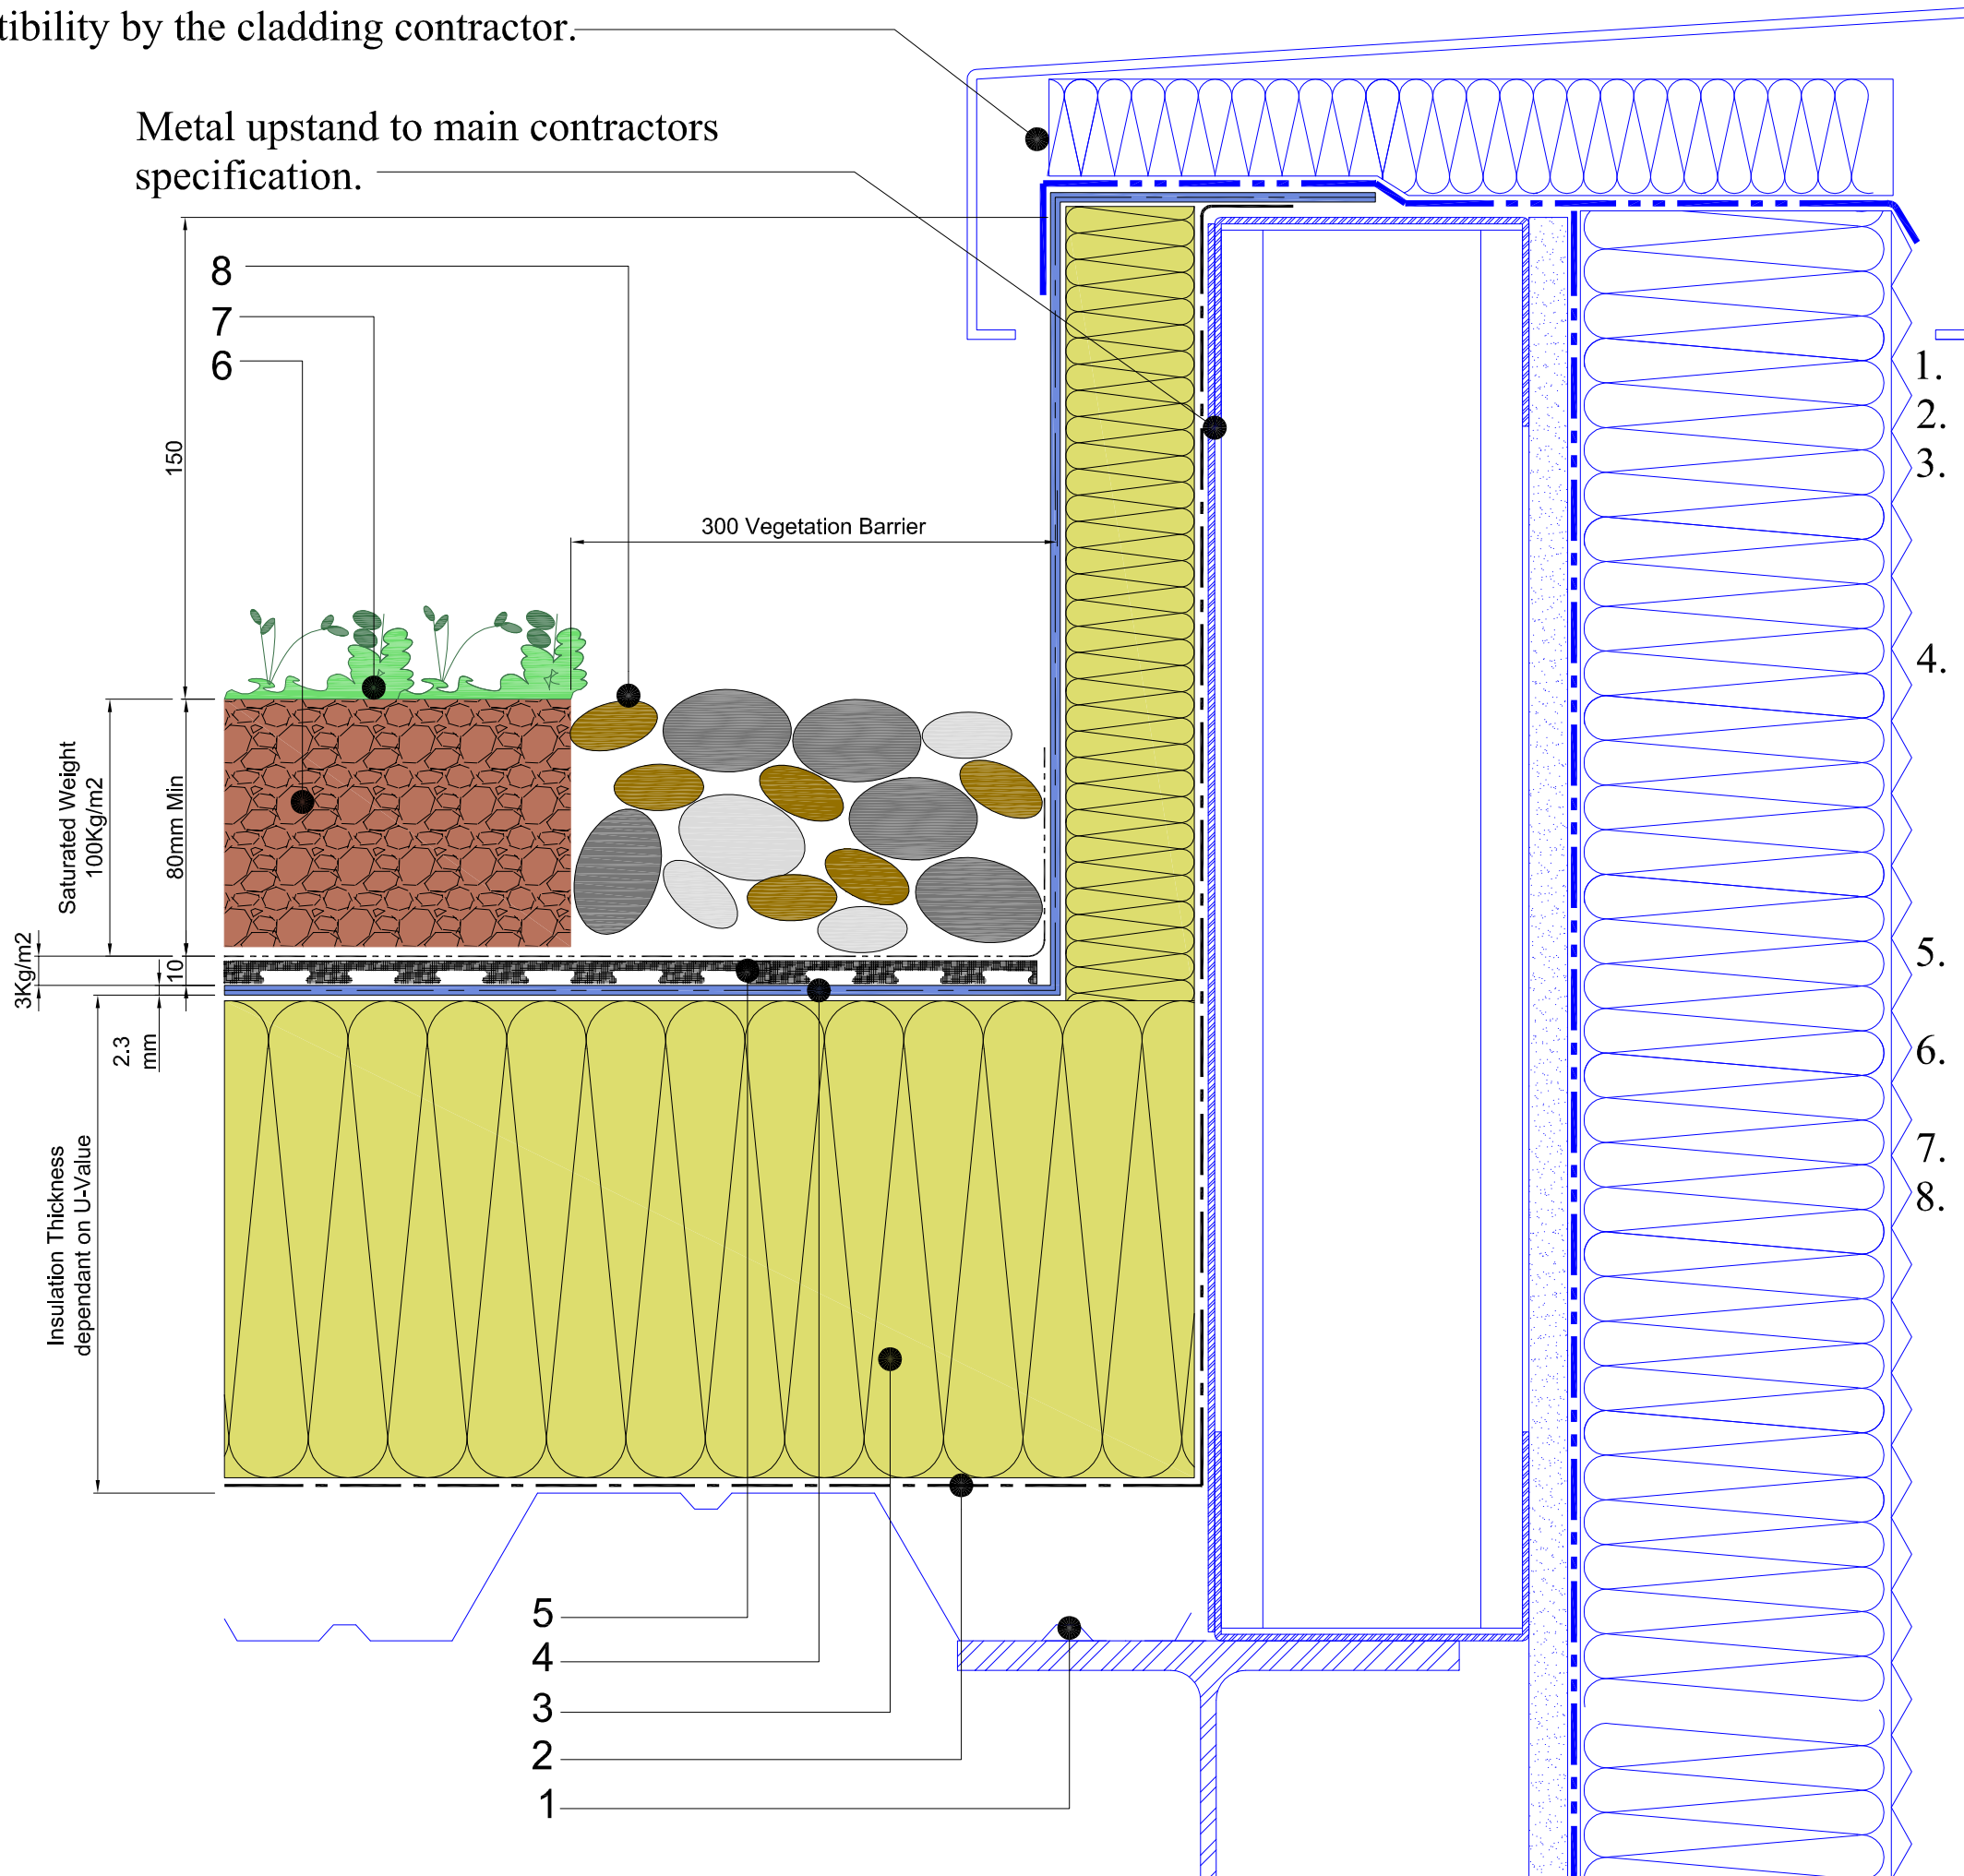 tibility by the cladding contractor.
Metal upstand to main contractors
specification.
8
7
6
150
300 Vegetation Barrier
Saturated Weight
100Kg/m2
80mm Min
3Kg/m2
10
2.3
mm
Insulation Thickness
dependant on U-Value
5
4
3
2
1
1.
2.
3.
4.
5.
6.
7.
8.